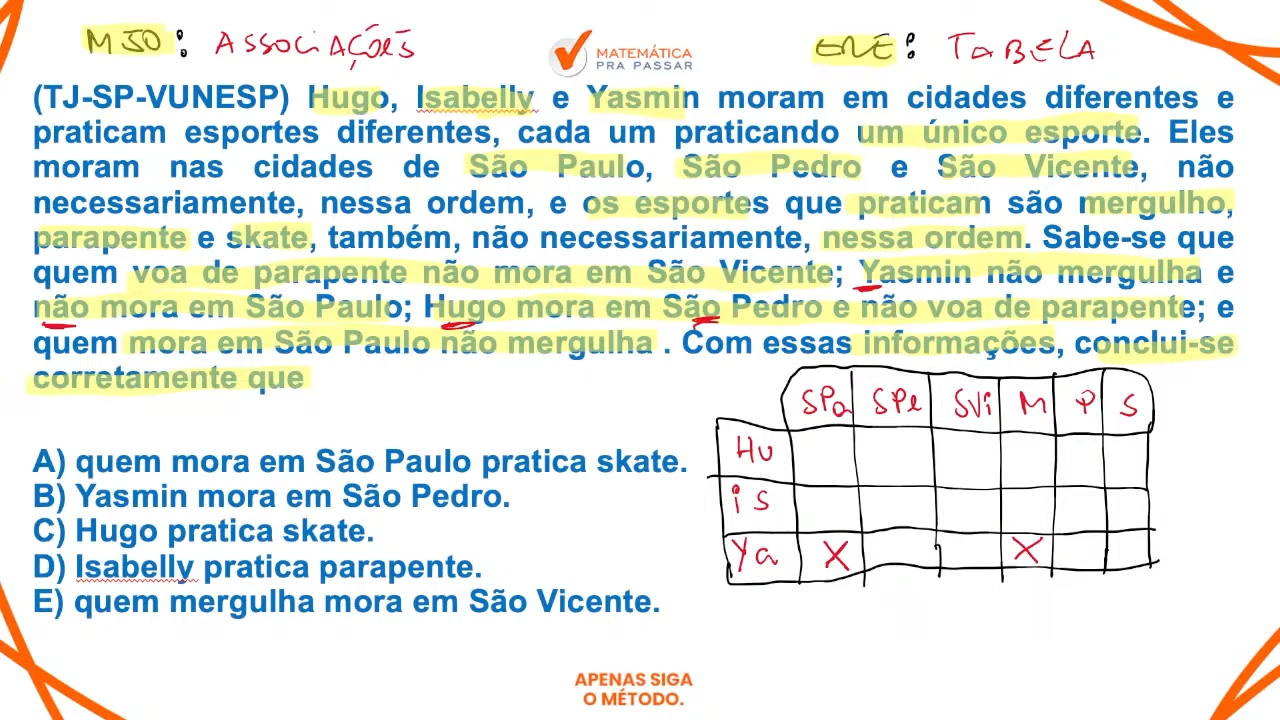 MJO: ASSOCIAÇÕES
MATEMÁTICA
PRA PASSAR
ENE: TABELA
(TJ-SP-VUNESP) Hugo, Isabelly e Yasmin moram em cidades diferentes e
praticam esportes diferentes, cada um praticando um único esporte. Eles
moram nas cidades de São Paulo, São Pedro e São Vicente, não
necessariamente, nessa ordem, e os esportes que praticam são mergulho,
parapente e skate, também, não necessariamente, nessa ordem. Sabe-se que
quem voa de parapente não mora em São Vicente; Yasmin não mergulha e
não mora em São Paulo; Hugo mora em São Pedro e não voa de parapente; e
quem mora em São Paulo não mergulha . Com essas informações, conclui-se
corretamente que
SPa SPe SVi M P S
Hu
A) quem mora em São Paulo pratica skate.
B) Yasmin mora em São Pedro.
is
C) Hugo pratica skate.
Ya X X
D) Isabelly pratica parapente.
E) quem mergulha mora em São Vicente.
APENAS SIGA
O MÉTODO.